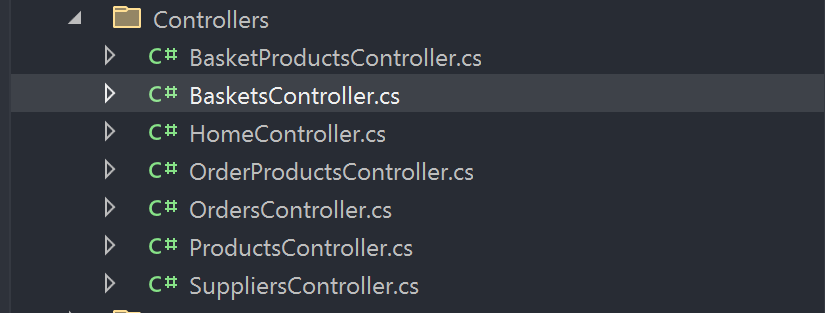 Controllers
C# BasketProductsController.cs
C# BasketsController.cs
C# HomeController.cs
C# OrderProductsController.cs
C# OrdersController.cs
C# ProductsController.cs
C# SuppliersController.cs